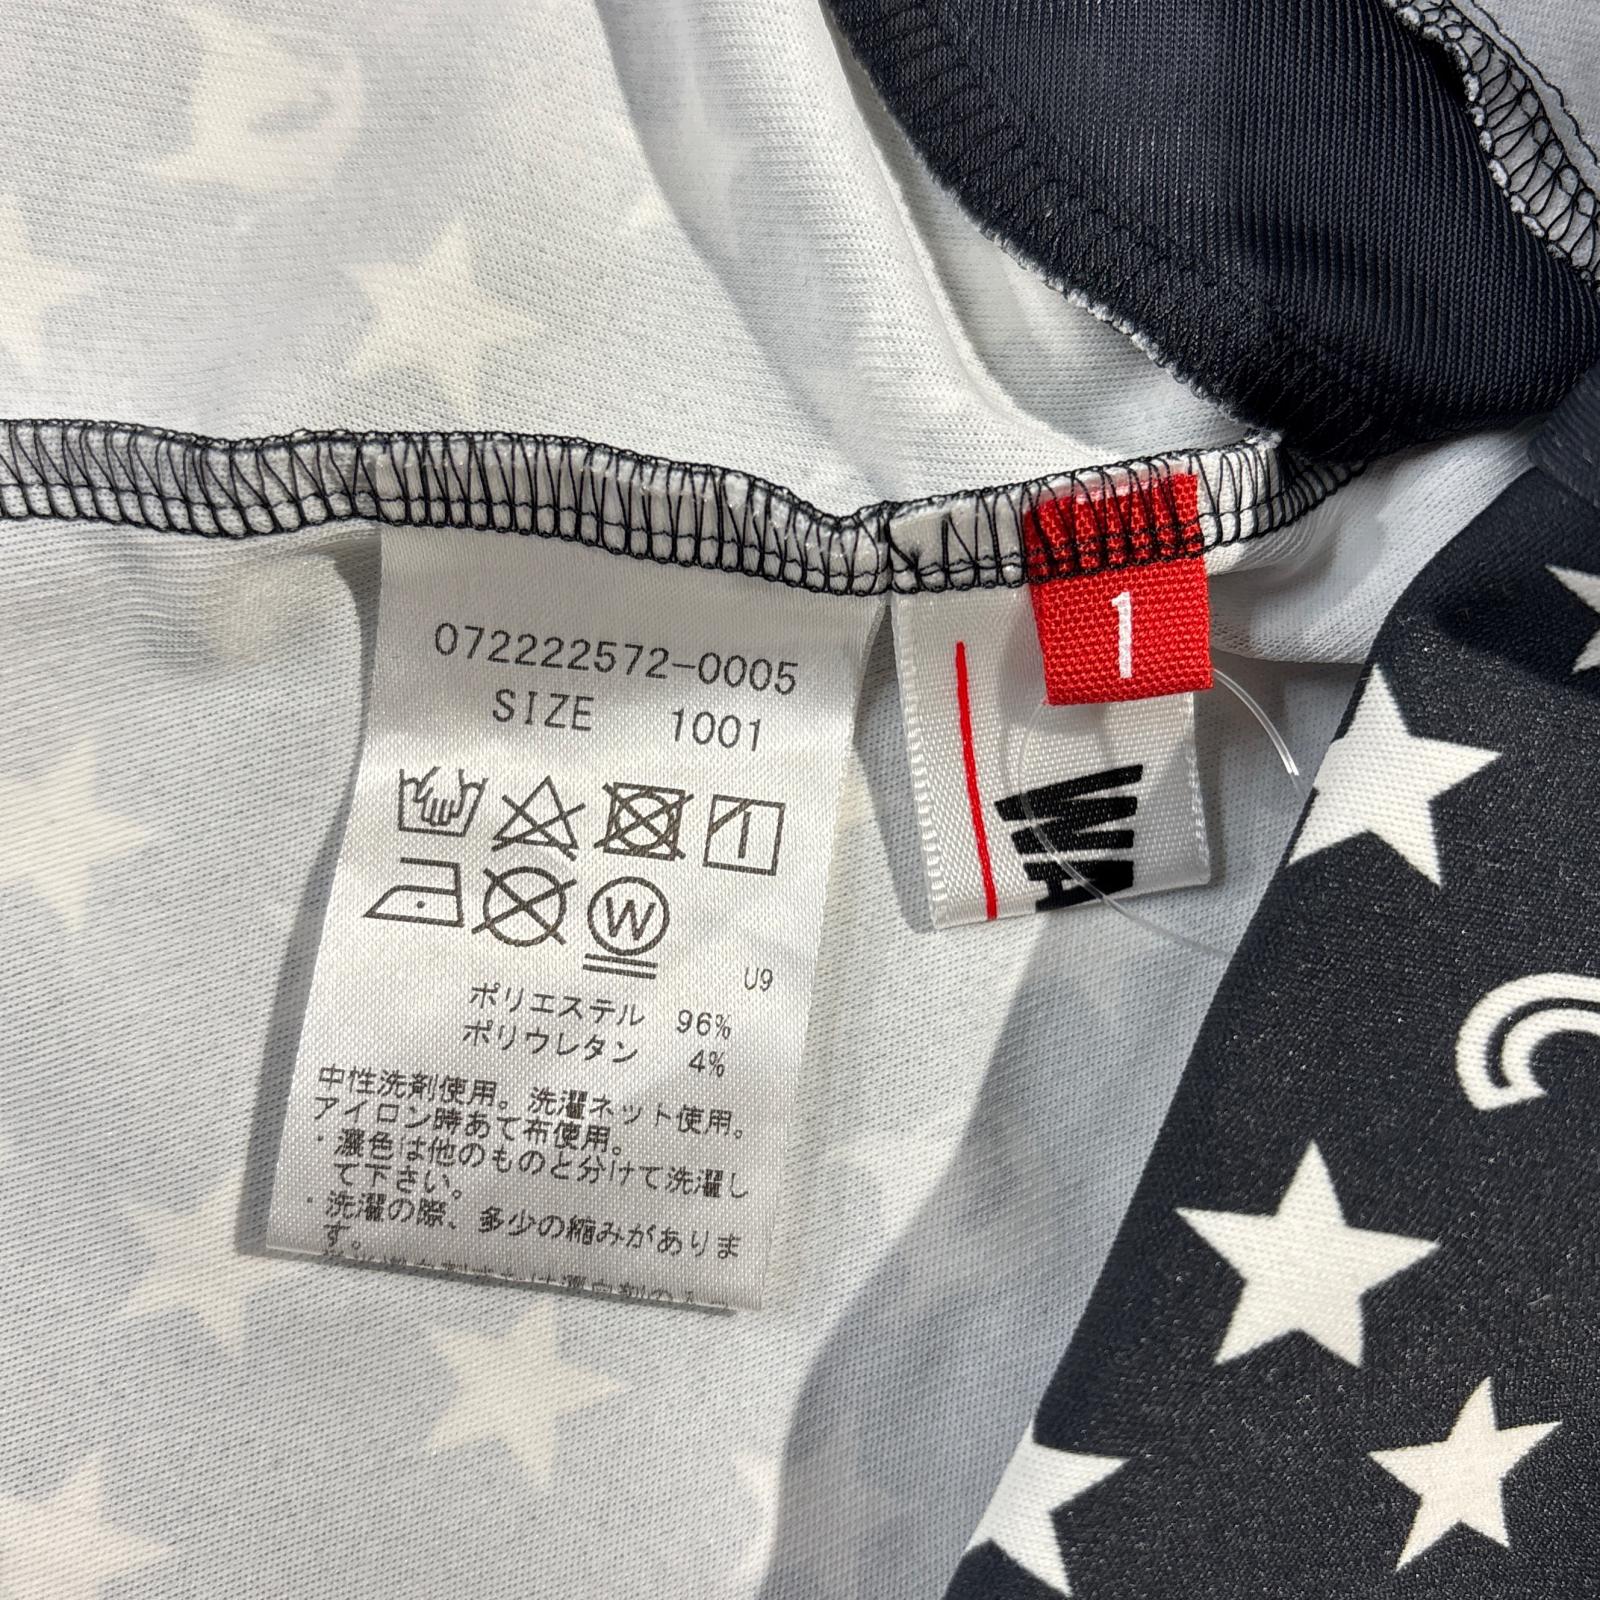 072222572-0005
SIZE 1001
W
U9
ポリエステル 96%
ポリウレタン 4%
中性洗剤使用。洗濯ネット使用。
アイロン時あて布使用。
・濃色は他のものと分けて洗濯し
て下さい。
・洗濯の際、多少の縮みがありま
す。
1
WA